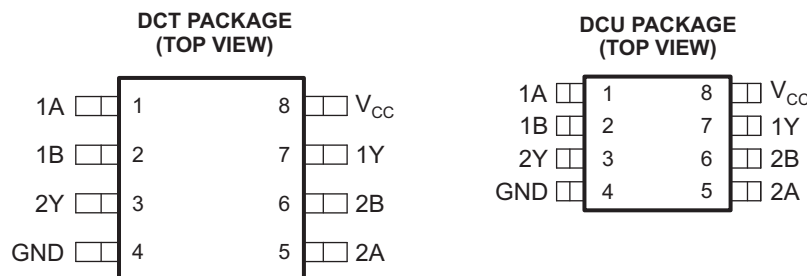 DCT PACKAGE
(TOP VIEW)
1A 1 8 VCC
1B 2 7 1Y
2Y 3 6 2B
GND 4 5 2A
DCU PACKAGE
(TOP VIEW)
1A 1 8 VCC
1B 2 7 1Y
2Y 3 6 2B
GND 4 5 2A